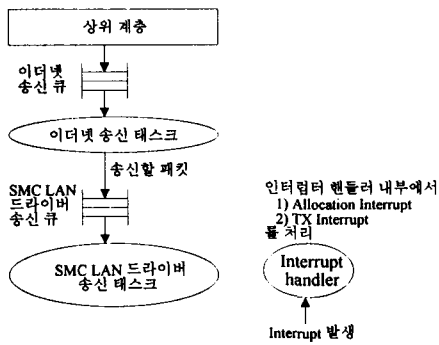 상위 계층
이더넷
송신 큐
이더넷 송신 태스크
송신할 패킷
SMC LAN
드라이버
송신 큐
SMC LAN 드라이버
송신 태스크
인터럽터 핸들러 내부에서
1) Allocation Interrupt
2) TX Interrupt
를 처리
Interrupt
handler
Interrupt 발생